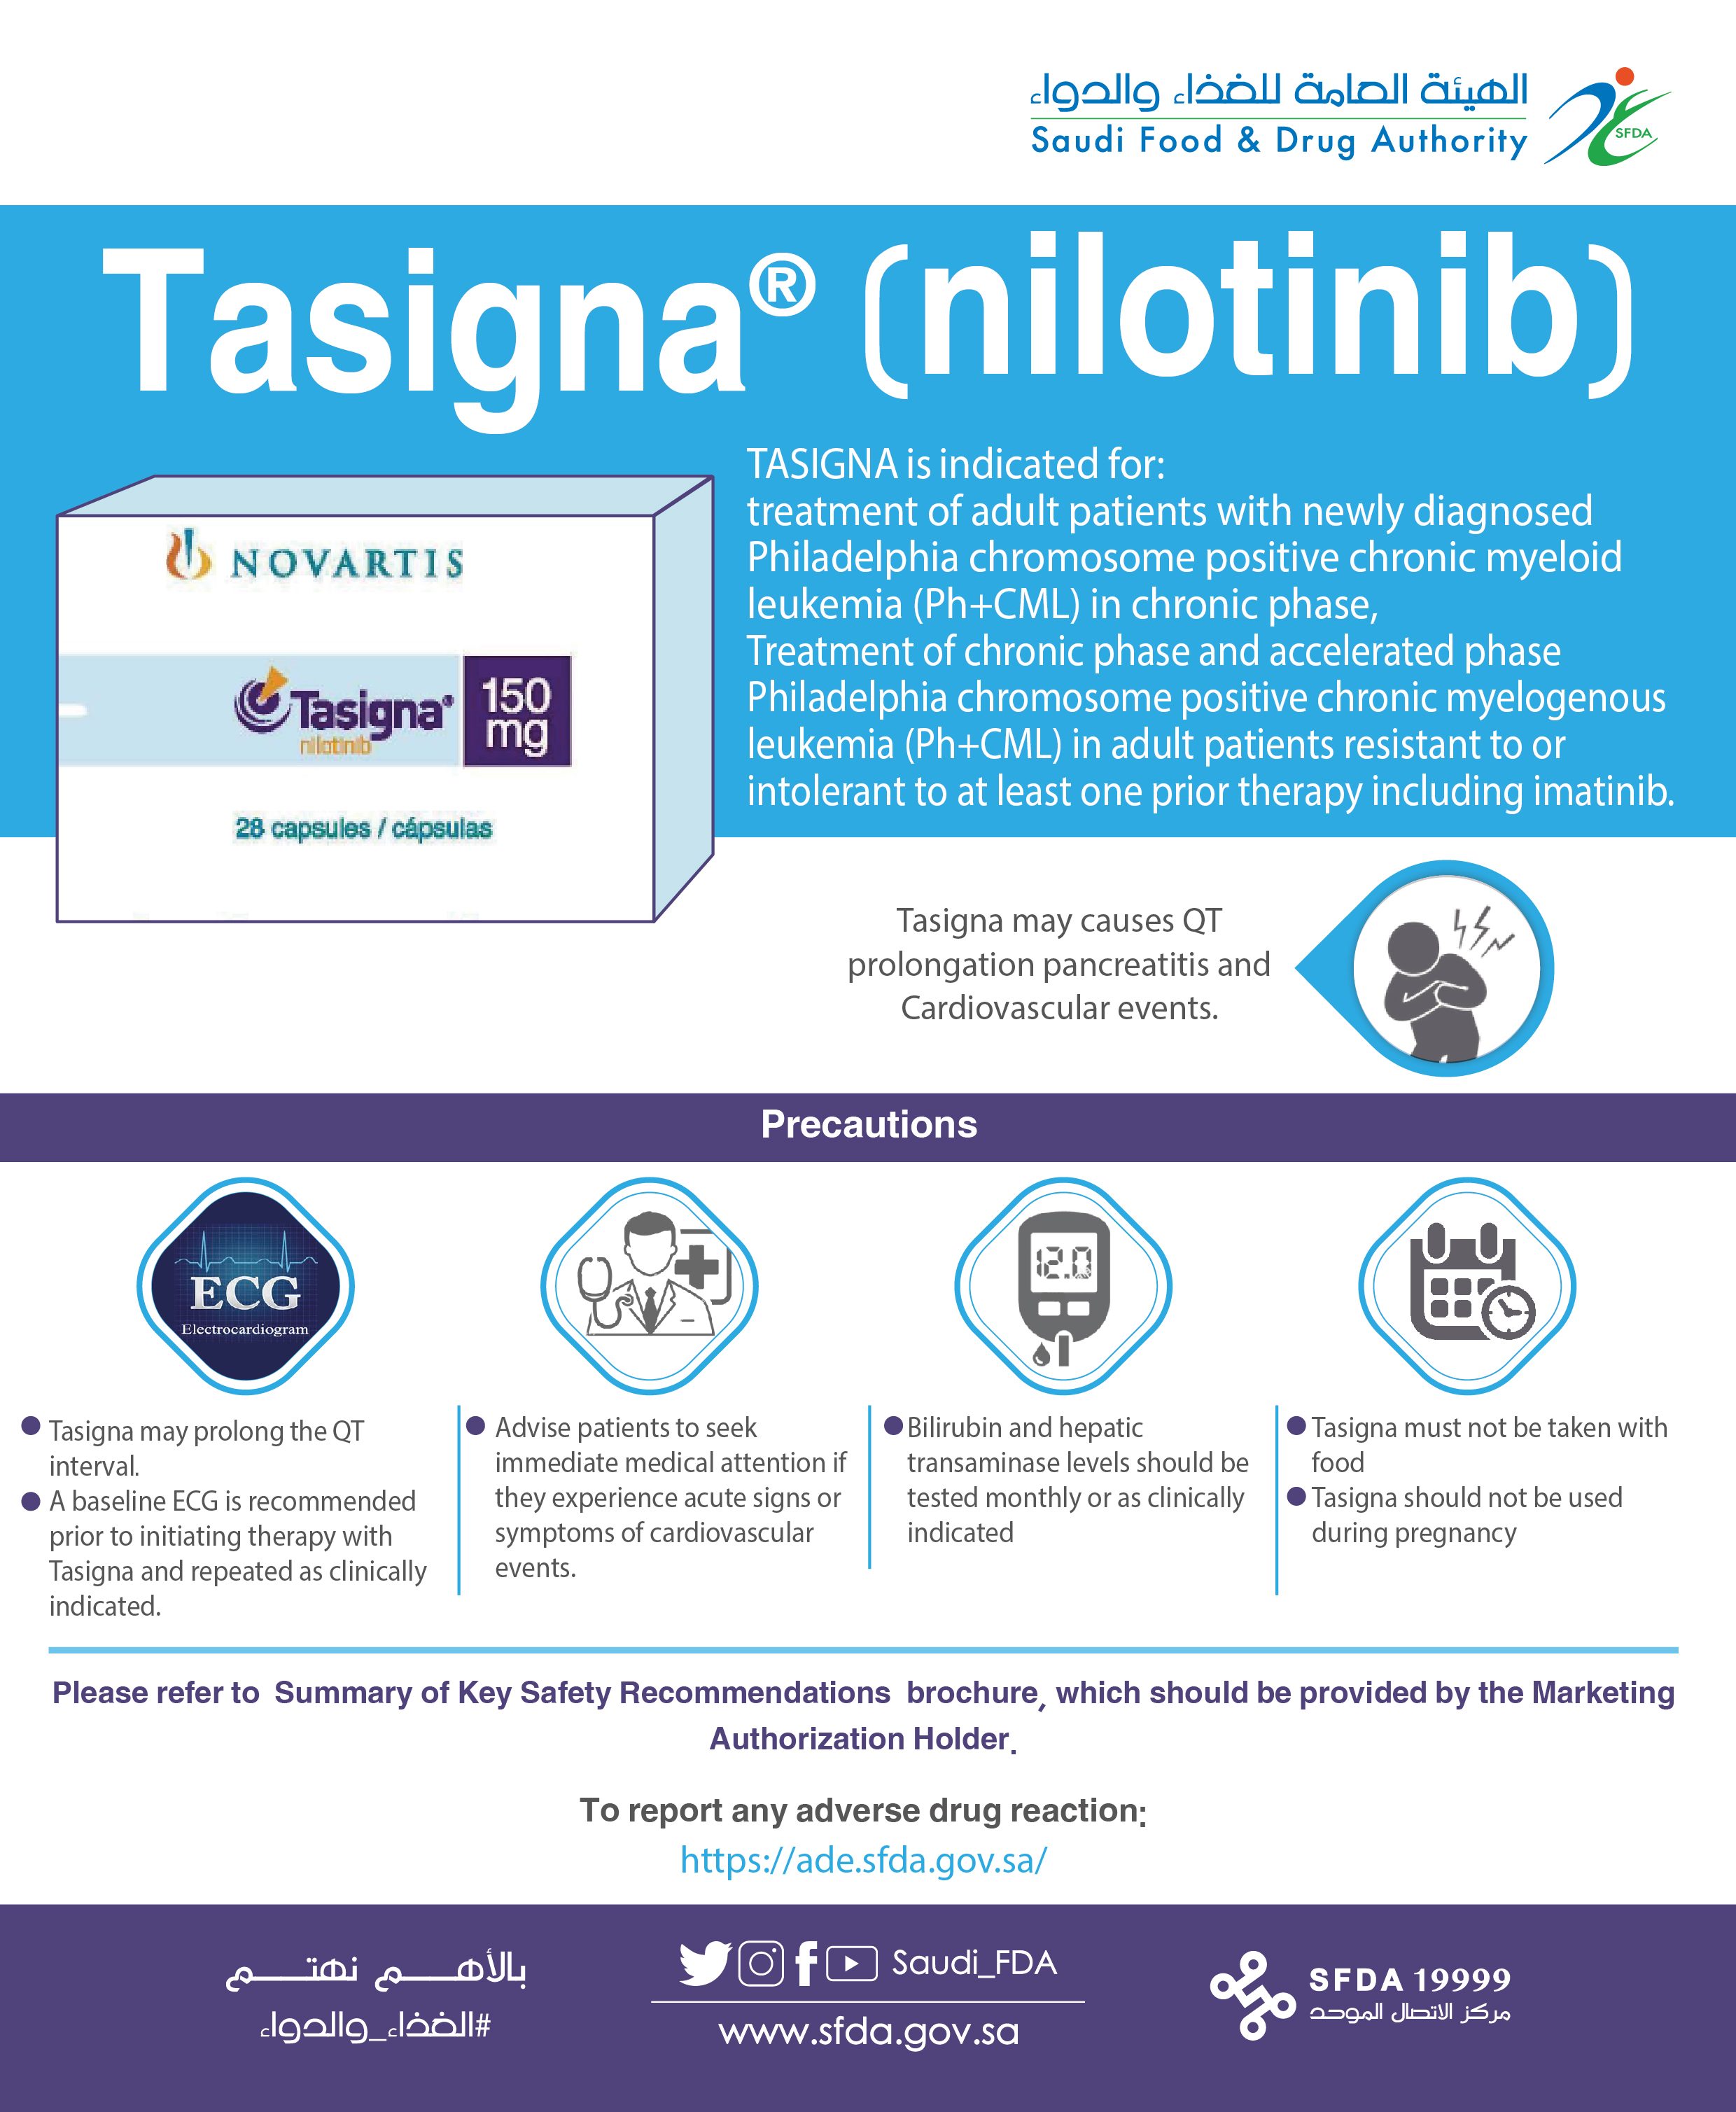 الهيئة العامة للغذاء والدواء
Saudi Food & Drug Authority
SFDA
Tasigna® (nilotinib)
TASIGNA is indicated for:
treatment of adult patients with newly diagnosed
Philadelphia chromosome positive chronic myeloid
leukemia (Ph+CML) in chronic phase,
Treatment of chronic phase and accelerated phase
Philadelphia chromosome positive chronic myelogenous
leukemia (Ph+CML) in adult patients resistant to or
intolerant to at least one prior therapy including imatinib.
NOVARTIS
Tasigna®
nilotinib
150
mg
28 capsules / cápsulas
Tasigna may causes QT
prolongation pancreatitis and
Cardiovascular events.
Precautions
ECG
Electrocardiogram
12.0
● Tasigna may prolong the QT
interval.
● A baseline ECG is recommended
prior to initiating therapy with
Tasigna and repeated as clinically
indicated.
● Advise patients to seek
immediate medical attention if
they experience acute signs or
symptoms of cardiovascular
events.
● Bilirubin and hepatic
transaminase levels should be
tested monthly or as clinically
indicated
● Tasigna must not be taken with
food
● Tasigna should not be used
during pregnancy
Please refer to Summary of Key Safety Recommendations brochure, which should be provided by the Marketing
Authorization Holder.
To report any adverse drug reaction:
https://ade.sfda.gov.sa/
بالأهـــم نهتـــم
#الغذاء_والدواء
Saudi_FDA
www.sfda.gov.sa
SFDA 19999
مركز الاتصال الموحد